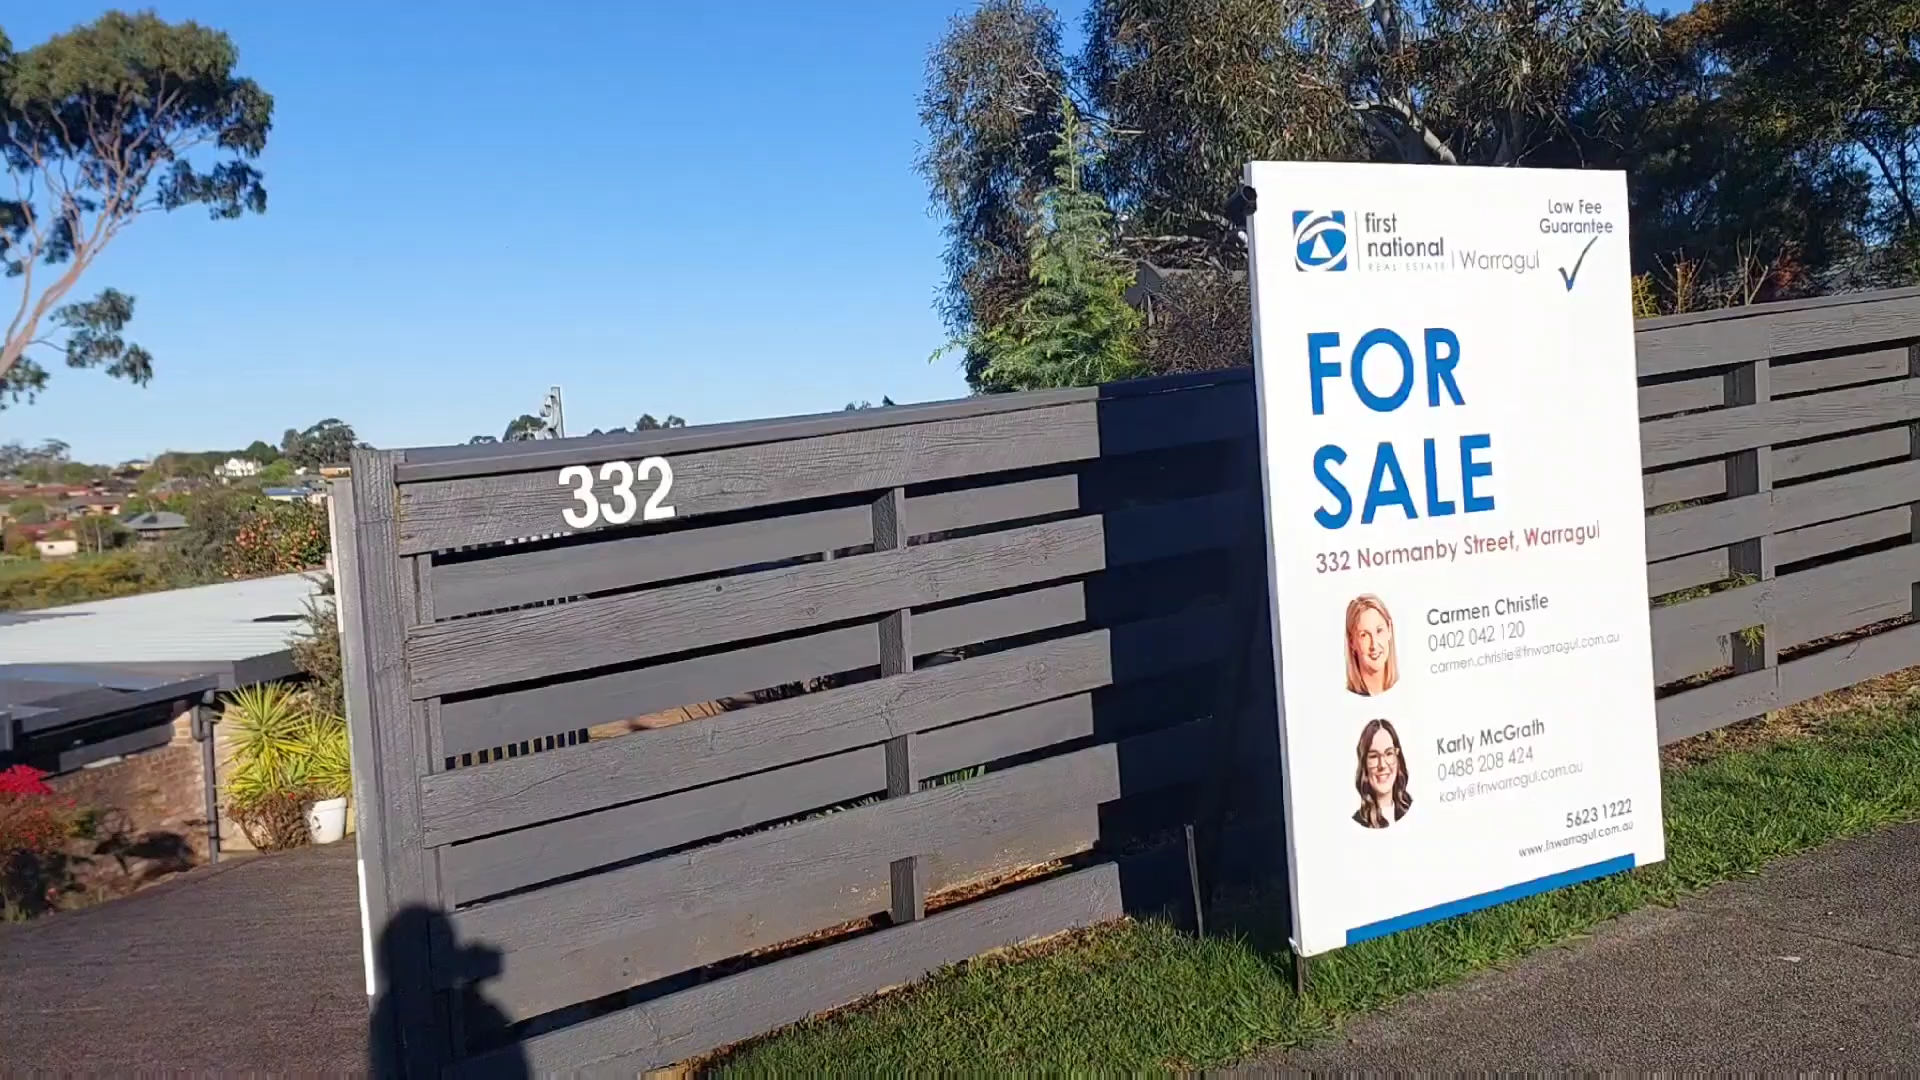 332
first
national
REAL ESTATE
Warragul
Low Fee
Guarantee
FOR
SALE
332 Normanby Street, Warragul
Carmen Christie
0402 042 120
carmen.christie@fnwarragul.com.au
Karly McGrath
0488 208 424
karly@fnwarragul.com.au
5623 1222
www.fnwarragul.com.au